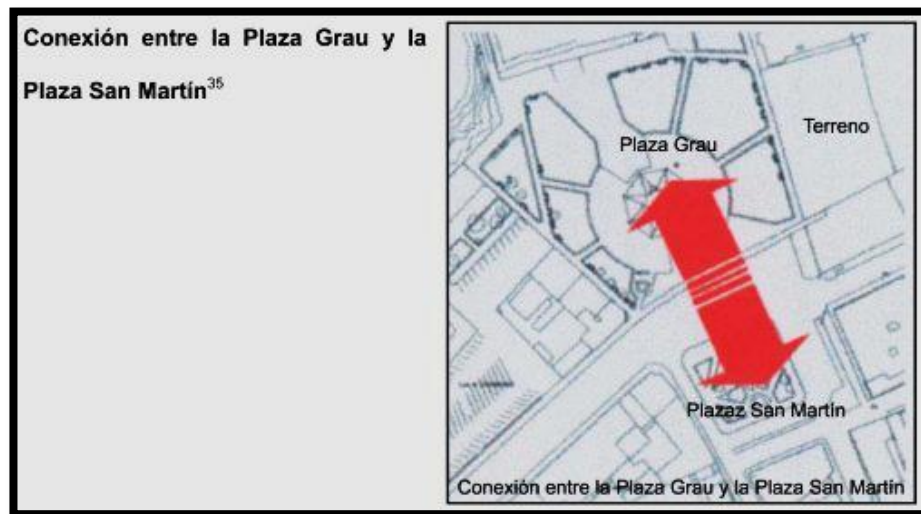 Conexión entre la Plaza Grau y la
Plaza San Martín35
Plaza Grau
Terreno
Plazaz San Martín
Conexión entre la Plaza Grau y la Plaza San Martín